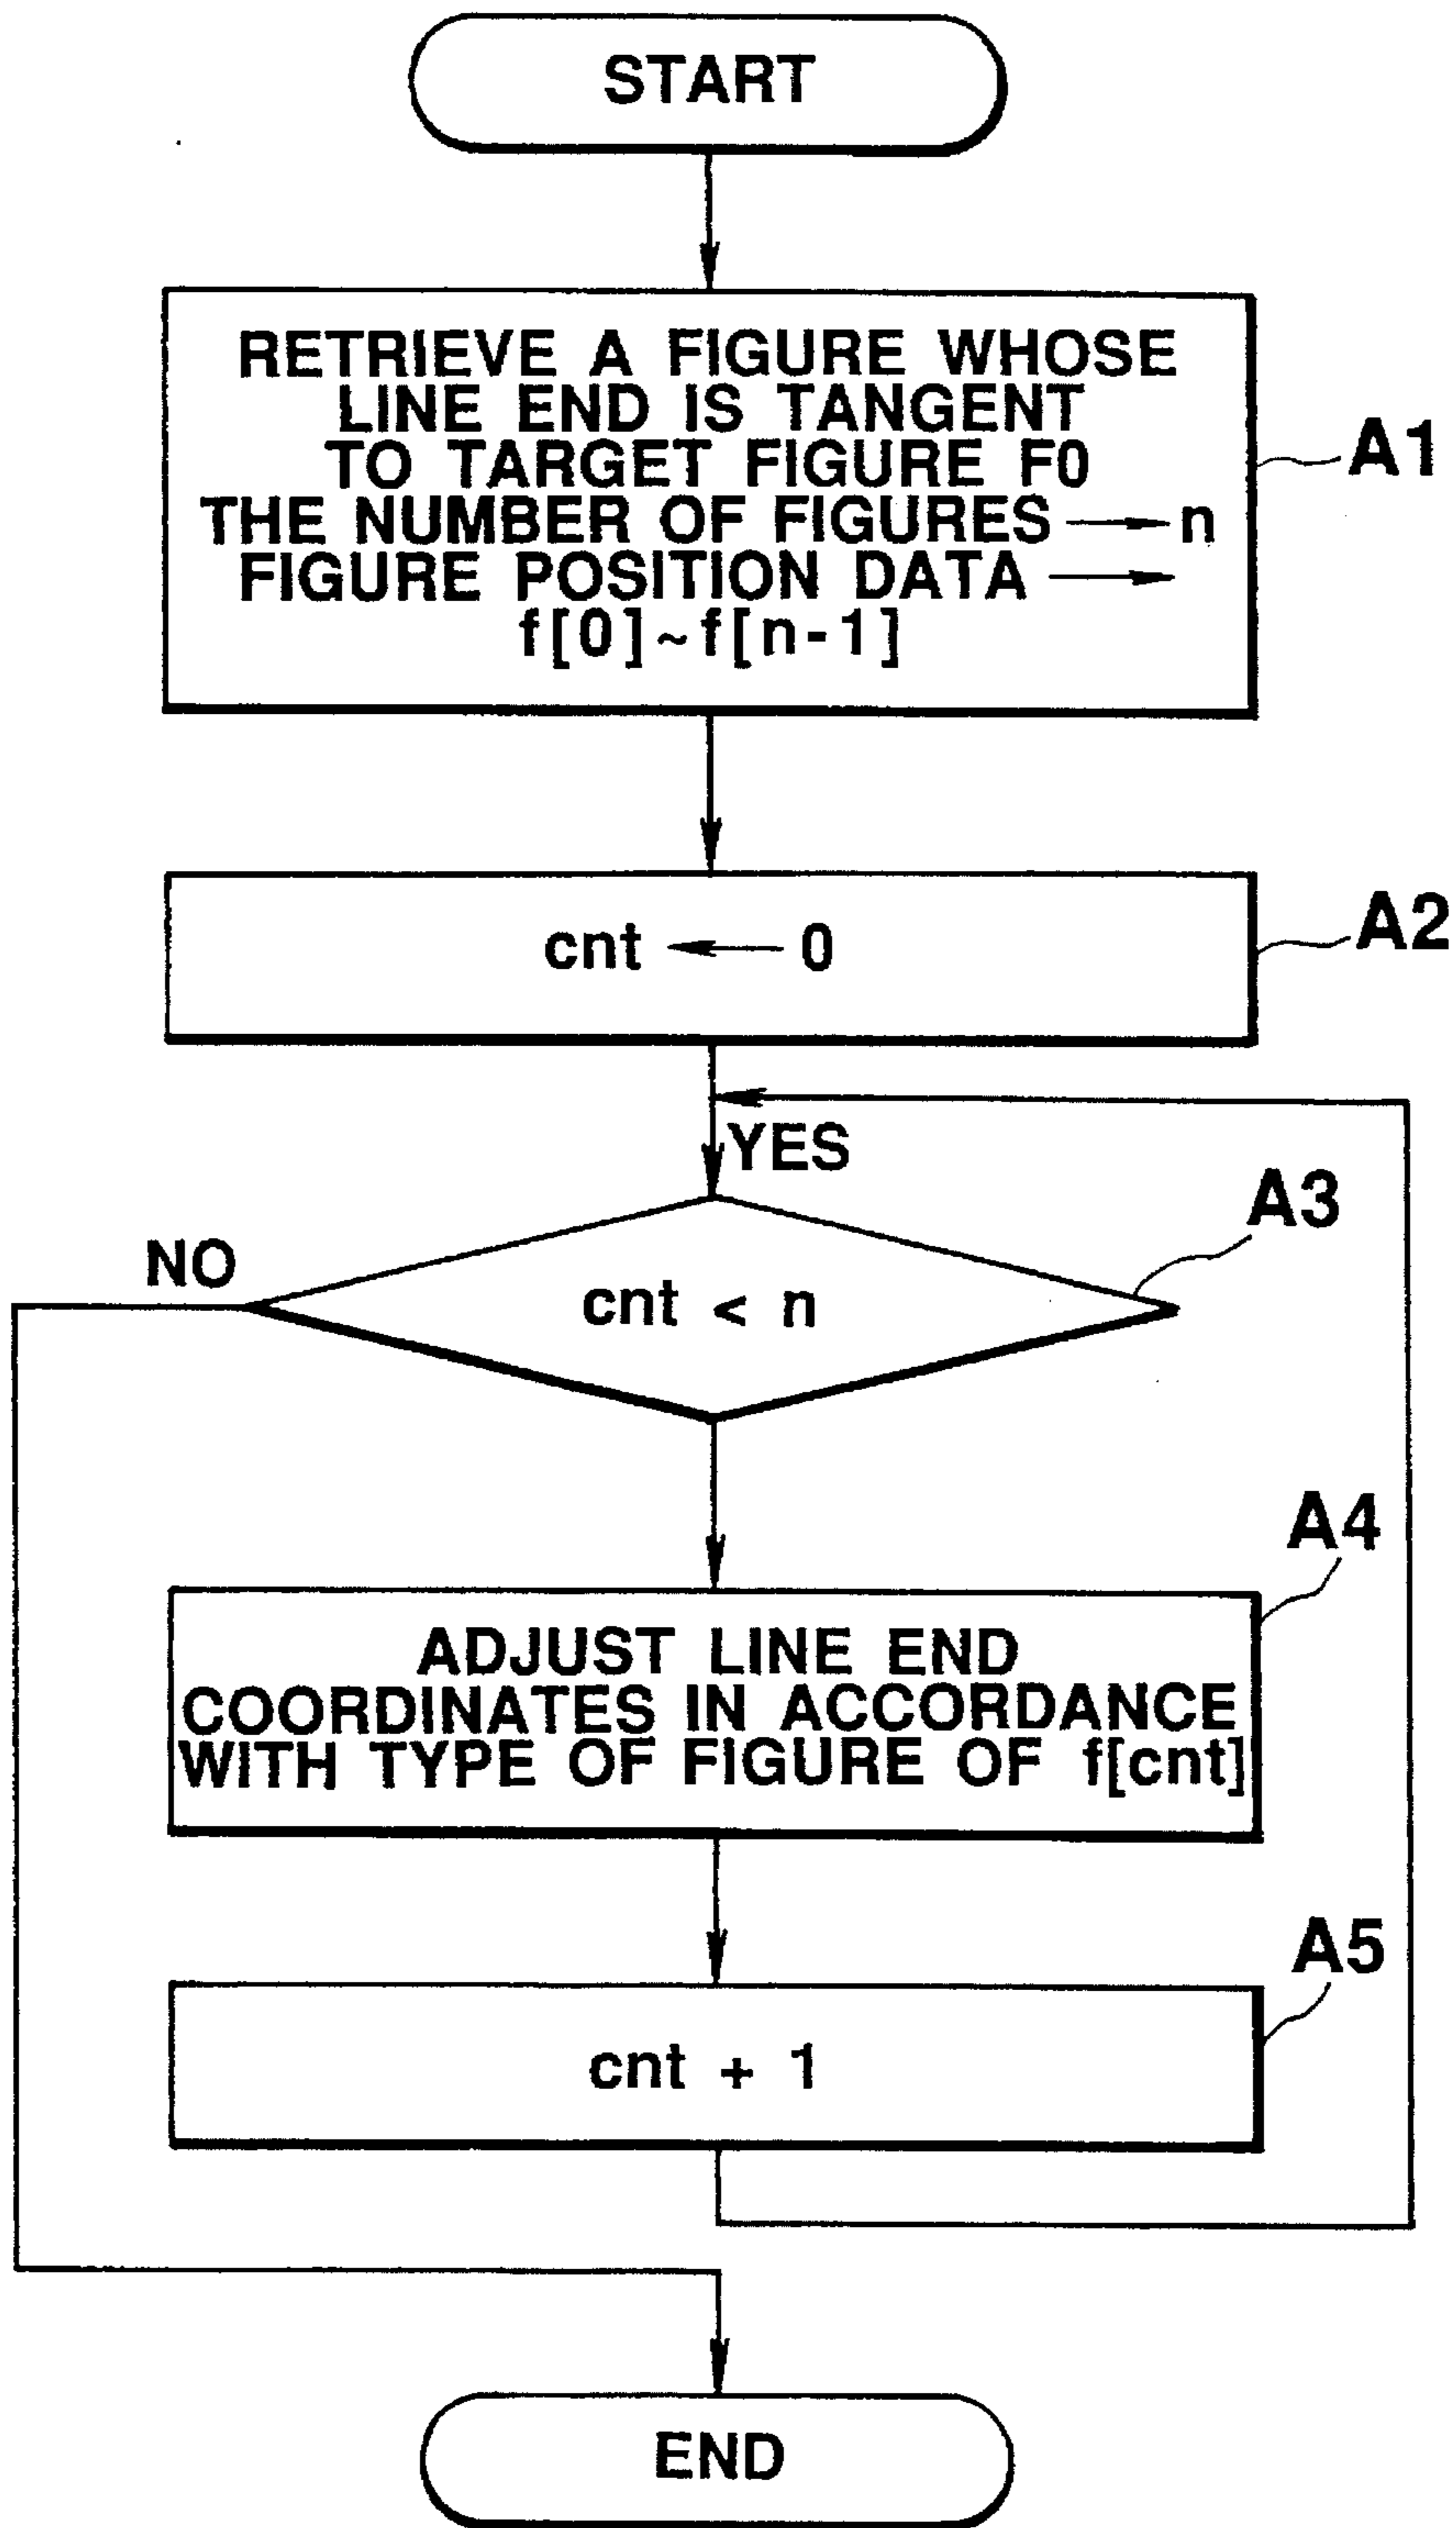 START
RETRIEVE A FIGURE WHOSE
LINE END IS TANGENT
TO TARGET FIGURE F0
THE NUMBER OF FIGURES → n
FIGURE POSITION DATA →
f[0]~f[n-1]
A1
cnt ← 0
A2
YES
A3
NO
cnt < n
A4
ADJUST LINE END
COORDINATES IN ACCORDANCE
WITH TYPE OF FIGURE OF f[cnt]
A5
cnt + 1
END